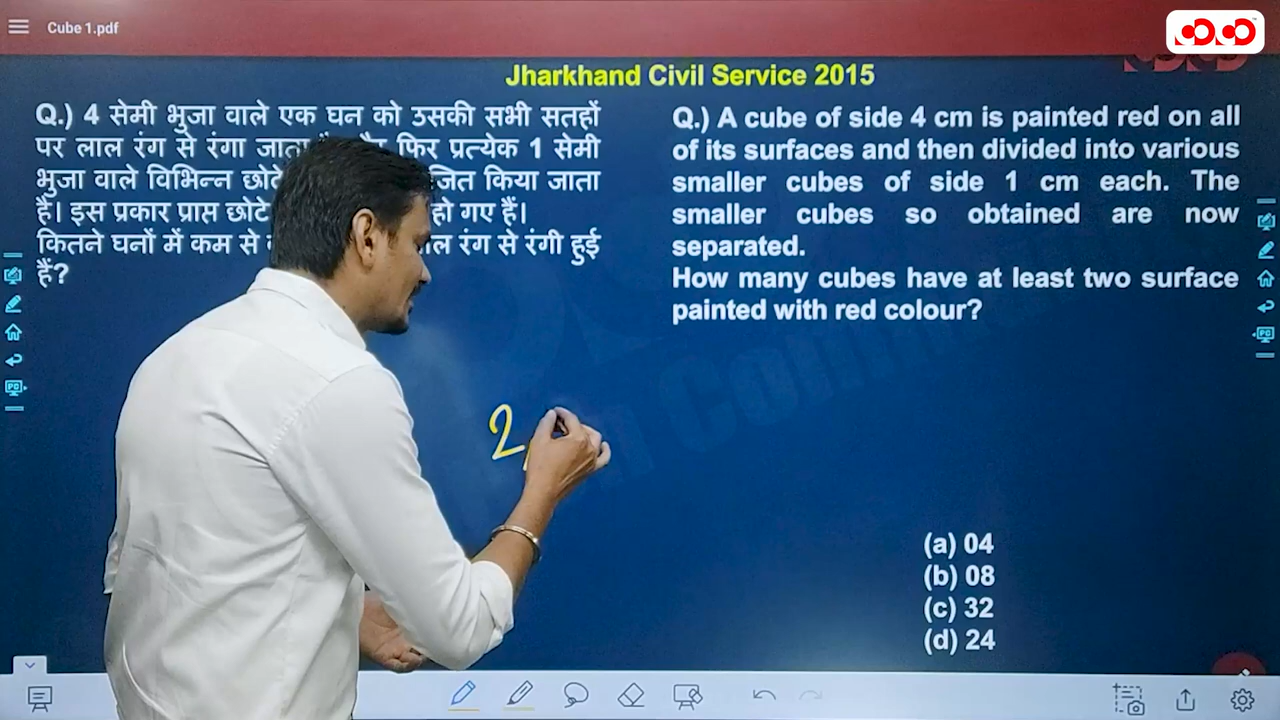 Cube 1.pdf
Jharkhand Civil Service 2015
Q.) 4 सेमी भुजा वाले एक घन को उसकी सभी सतहों
पर लाल रंग से रंगा फिर प्रत्येक 1 सेमी
भुजा वाले विभिन्न किया जाता
है। इस प्रकार प्राप्त हो गए हैं।
कितने घनों में कम से रंग से रंगी हुई
हैं?
Q.) A cube of side 4 cm is painted red on all
of its surfaces and then divided into various
smaller cubes of side 1 cm each. The
smaller cubes so obtained are now
separated.
How many cubes have at least two surface
painted with red colour?
2
(a) 04
(b) 08
(c) 32
(d) 24